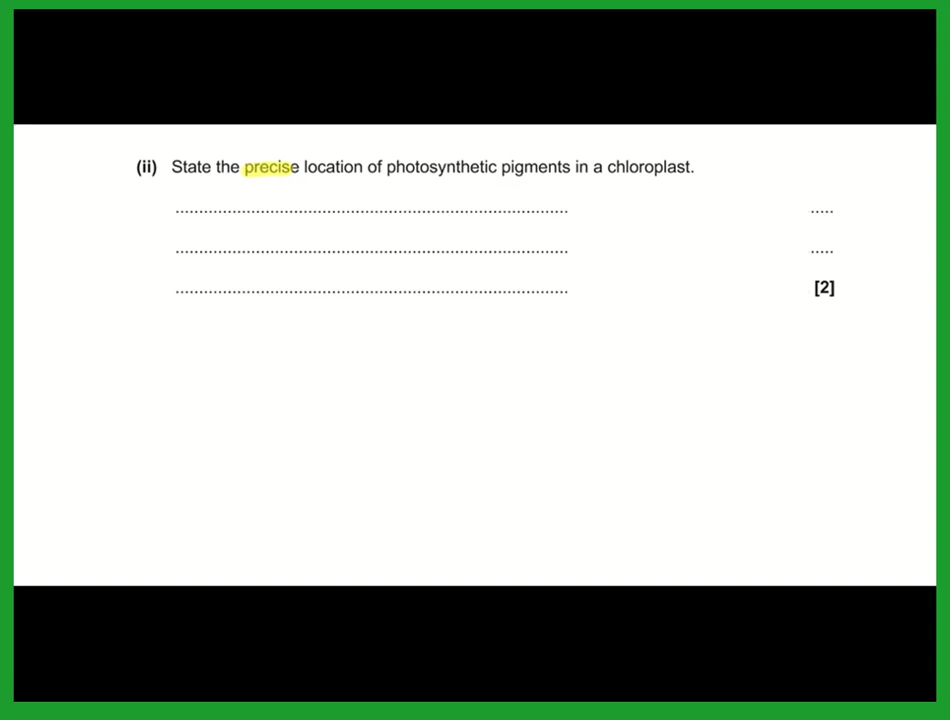 (ii) State the precise location of photosynthetic pigments in a chloroplast.
.................................................................................... .....
.................................................................................... .....
.................................................................................... [2]